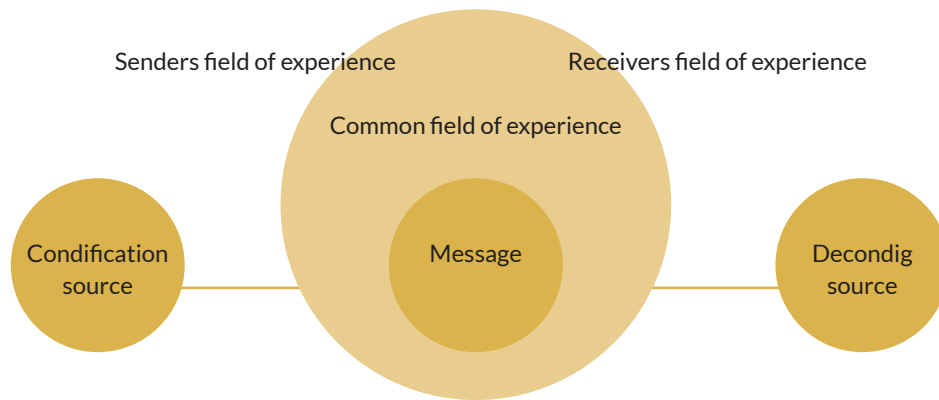 Senders field of experience
Receivers field of experience
Common field of experience
Condification
source
Message
Decondig
source